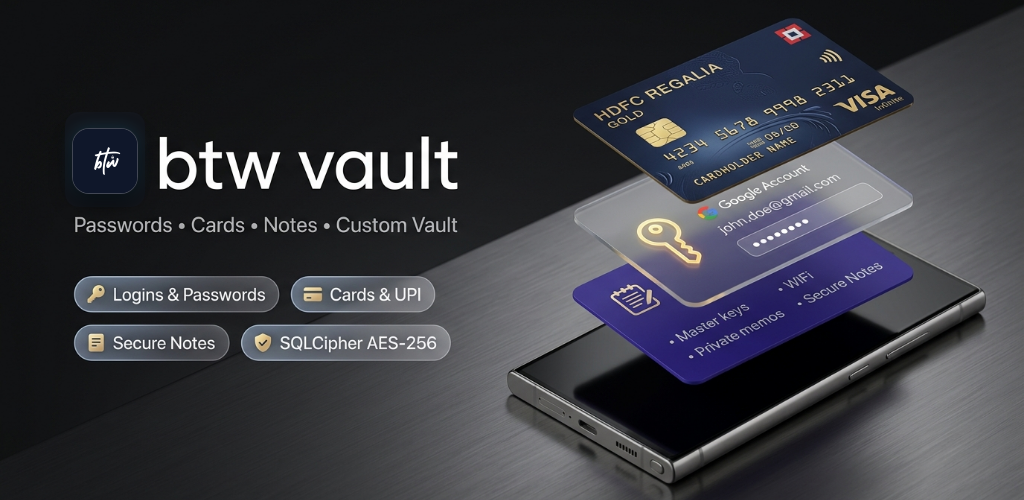 btw
btw vault
Passwords • Cards • Notes • Custom Vault
Logins & Passwords
Cards & UPI
Secure Notes
SQLCipher AES-256
HDFC REGALIA
GOLD
4234 5678 9998 2311
08/CB
CARDHOLDER NAME
VISA
Infinite
Google Account
john.doe@gmail.com
• WiFi
• Master keys
• Secure Notes
• Private memos